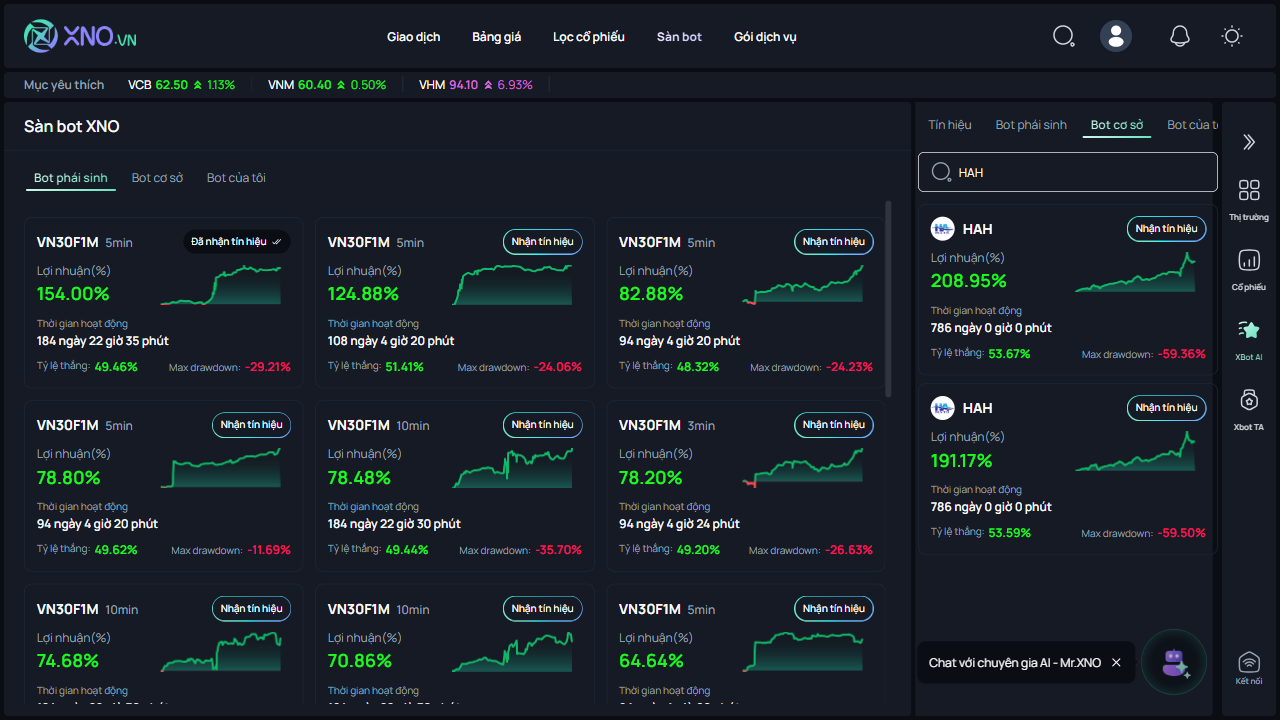 XNO.VN
Giao dịch Bảng giá Lọc cổ phiếu Sàn bot Gói dịch vụ
Mục yêu thích VCB 62.50 1.13% VNM 60.40 0.50% VHM 94.10 6.93%
Sàn bot XNO
Bot phái sinh Bot cơ sở Bot của tôi
VN30F1M 5min Đã nhận tín hiệu
Lợi nhuận(%)
154.00%
Thời gian hoạt động
184 ngày 22 giờ 35 phút
Tỷ lệ thắng: 49.46% Max drawdown: -29.21%
VN30F1M 5min Nhận tín hiệu
Lợi nhuận(%)
124.88%
Thời gian hoạt động
108 ngày 4 giờ 20 phút
Tỷ lệ thắng: 51.41% Max drawdown: -24.06%
VN30F1M 5min Nhận tín hiệu
Lợi nhuận(%)
82.88%
Thời gian hoạt động
94 ngày 4 giờ 20 phút
Tỷ lệ thắng: 48.32% Max drawdown: -24.23%
VN30F1M 5min Nhận tín hiệu
Lợi nhuận(%)
78.80%
Thời gian hoạt động
94 ngày 4 giờ 20 phút
Tỷ lệ thắng: 49.62% Max drawdown: -11.69%
VN30F1M 10min Nhận tín hiệu
Lợi nhuận(%)
78.48%
Thời gian hoạt động
184 ngày 22 giờ 30 phút
Tỷ lệ thắng: 49.44% Max drawdown: -35.70%
VN30F1M 3min Nhận tín hiệu
Lợi nhuận(%)
78.20%
Thời gian hoạt động
94 ngày 4 giờ 24 phút
Tỷ lệ thắng: 49.20% Max drawdown: -26.63%
VN30F1M 10min Nhận tín hiệu
Lợi nhuận(%)
74.68%
Thời gian hoạt động
VN30F1M 10min Nhận tín hiệu
Lợi nhuận(%)
70.86%
Thời gian hoạt động
VN30F1M 5min Nhận tín hiệu
Lợi nhuận(%)
64.64%
Thời gian hoạt động
Tín hiệu Bot phái sinh Bot cơ sở Bot của
HAH
HAH Nhận tín hiệu
Lợi nhuận(%)
208.95%
Thời gian hoạt động
786 ngày 0 giờ 0 phút
Tỷ lệ thắng: 53.67% Max drawdown: -59.36%
HAH Nhận tín hiệu
Lợi nhuận(%)
191.17%
Thời gian hoạt động
786 ngày 0 giờ 0 phút
Tỷ lệ thắng: 53.59% Max drawdown: -59.50%
Chat với chuyên gia AI - Mr.XNO
Thị trường
Cổ phiếu
XBot AI
Xbot TA
Kết nối